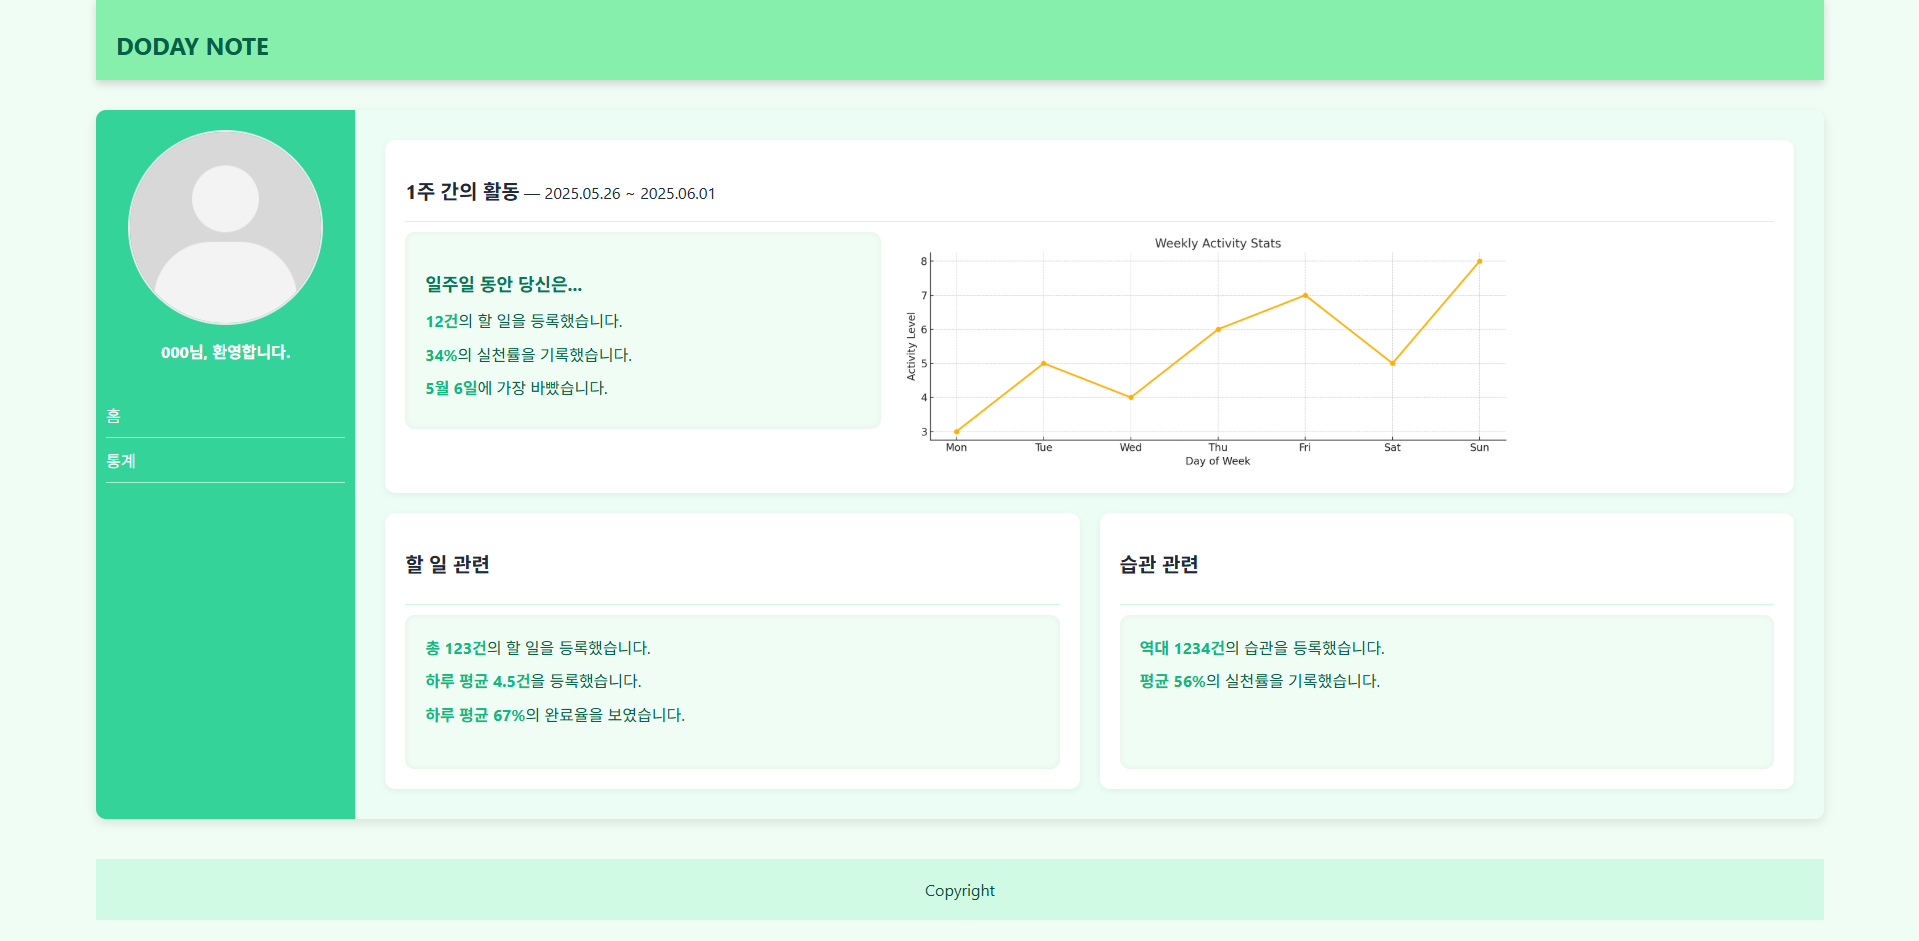 DODAY NOTE
000님, 환영합니다.
홈
통계
1주 간의 활동 — 2025.05.26 ~ 2025.06.01
일주일 동안 당신은...
12건의 할 일을 등록했습니다.
34%의 실천률을 기록했습니다.
5월 6일에 가장 바빴습니다.
Weekly Activity Stats
Activity Level
8
7
6
5
4
3
Mon Tue Wed Thu Fri Sat Sun
Day of Week
할 일 관련
총 123건의 할 일을 등록했습니다.
하루 평균 4.5건을 등록했습니다.
하루 평균 67%의 완료율을 보였습니다.
습관 관련
역대 1234건의 습관을 등록했습니다.
평균 56%의 실천률을 기록했습니다.
Copyright